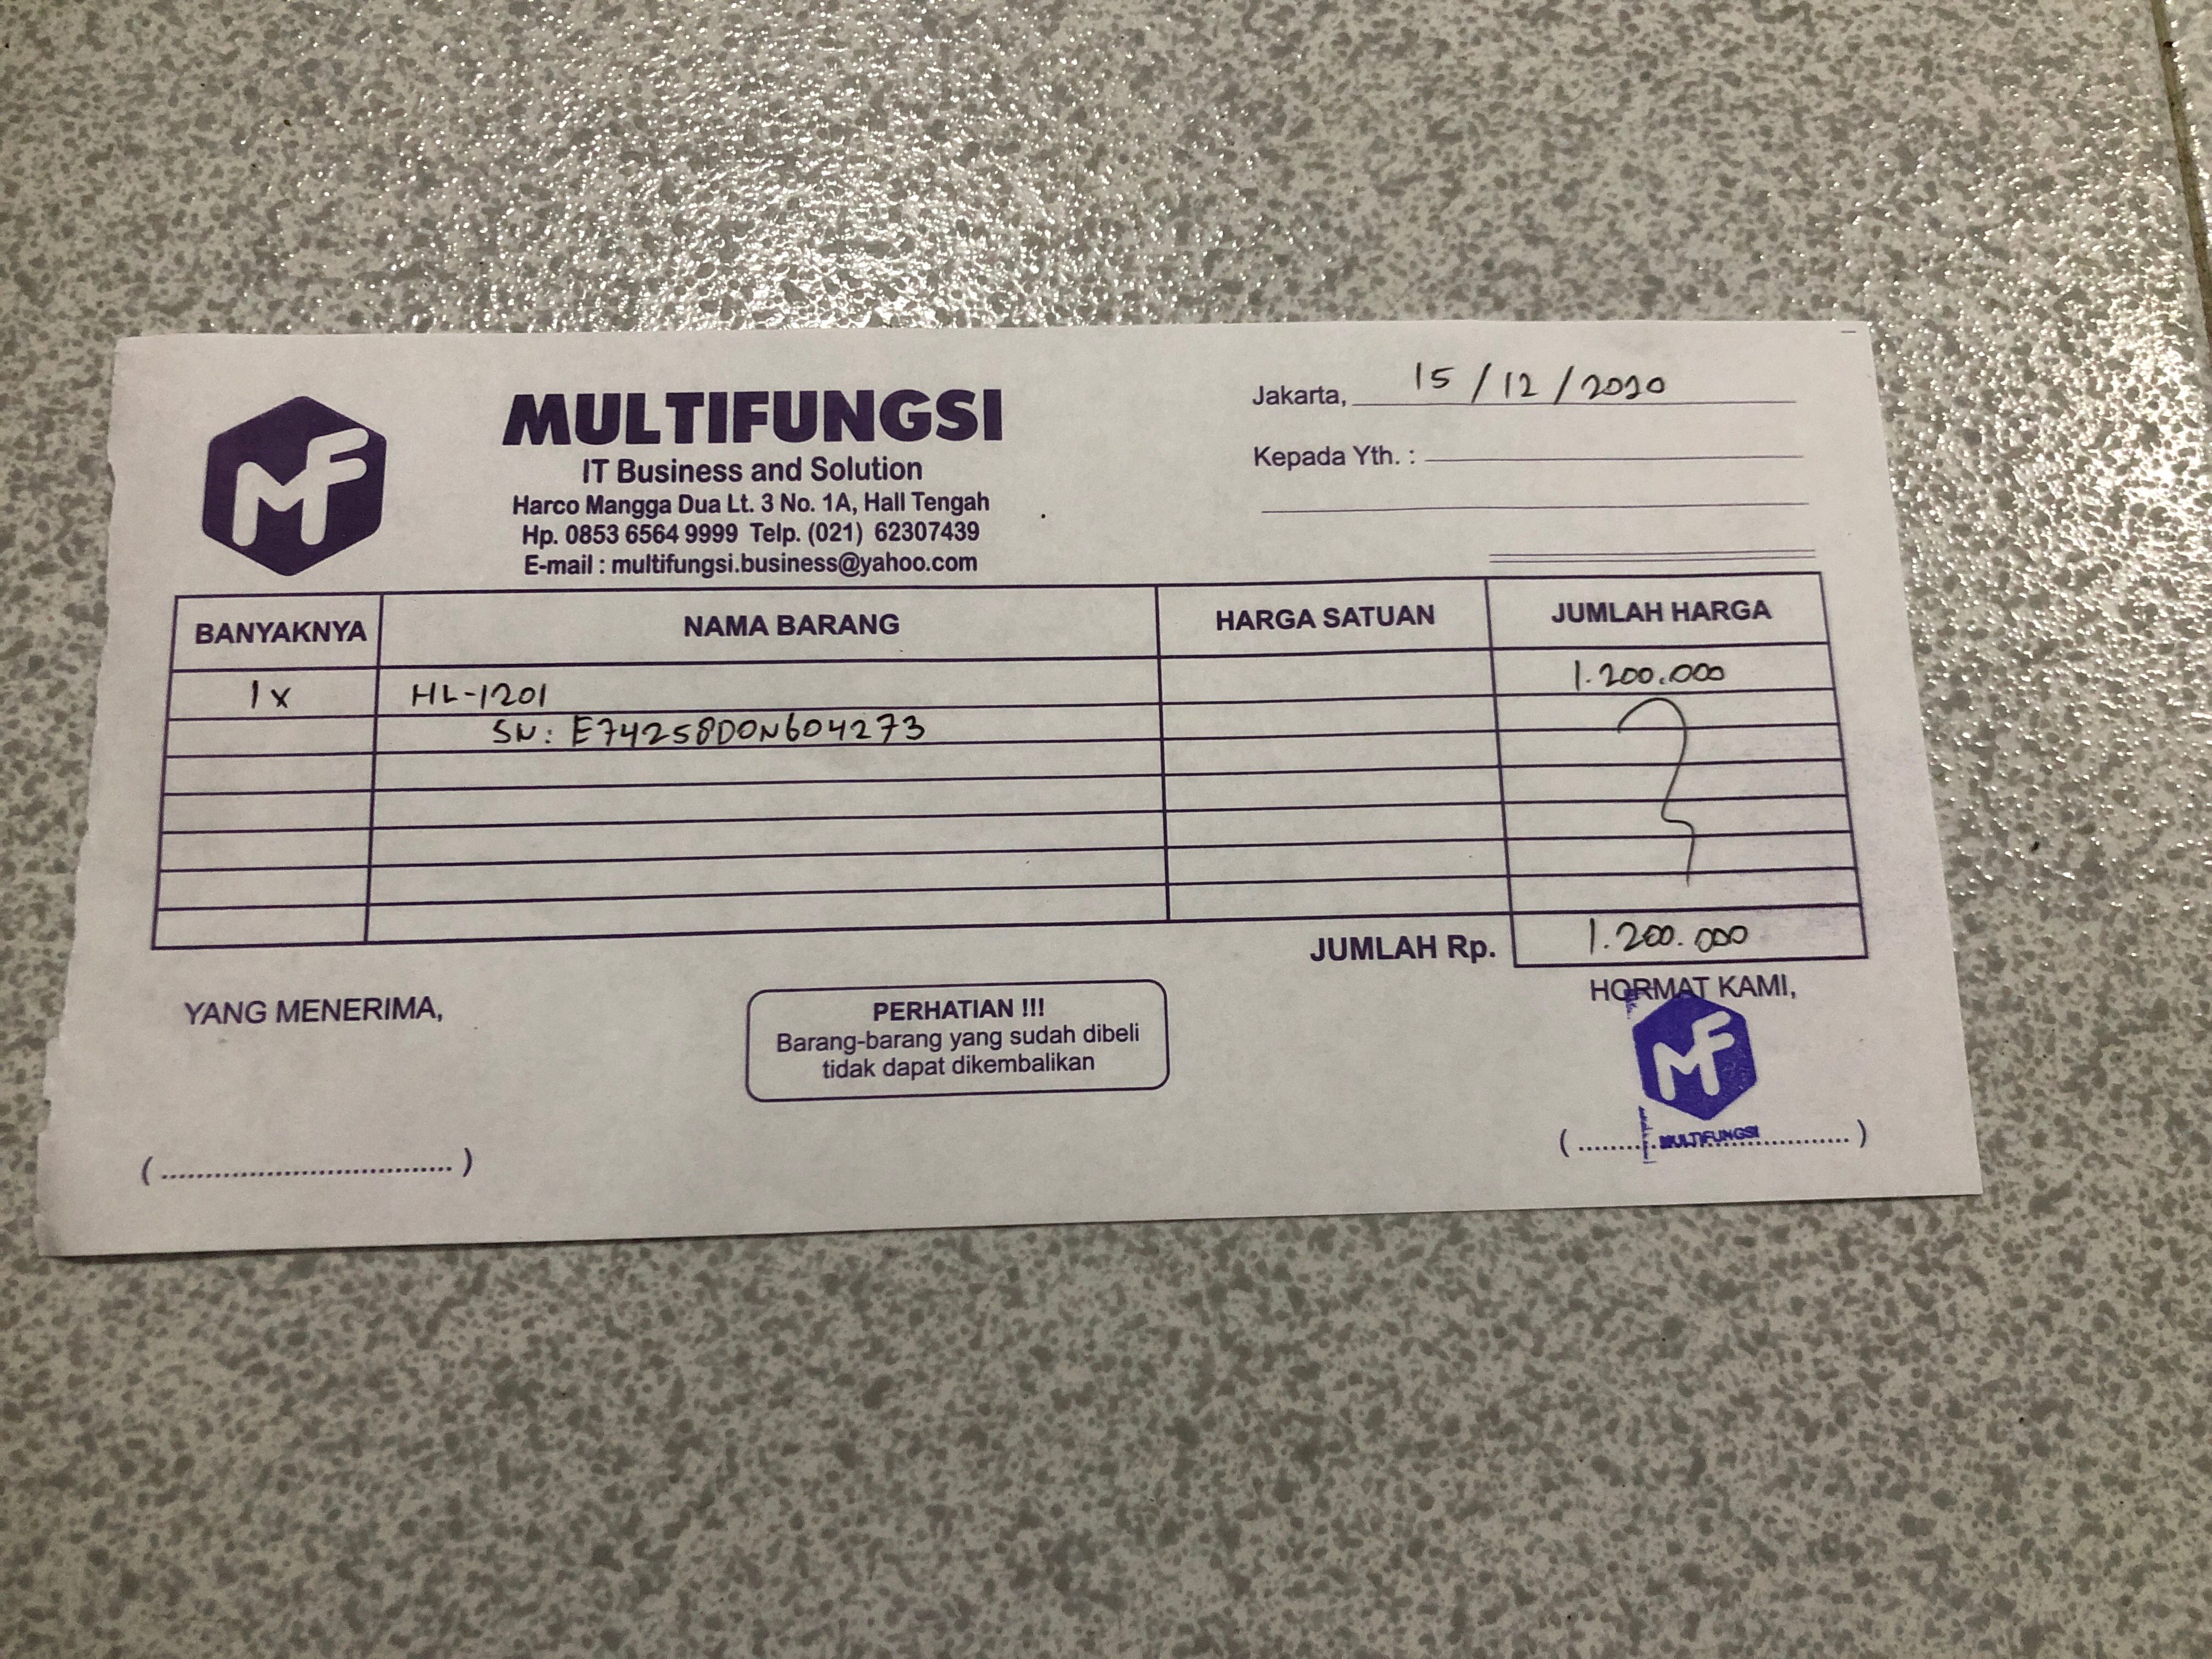 MF
MULTIFUNGSI
IT Business and Solution
Harco Mangga Dua Lt. 3 No. 1A, Hall Tengah
Hp. 0853 6564 9999 Telp. (021) 62307439
E-mail : multifungsi.business@yahoo.com
Jakarta, 15/12/2020
Kepada Yth. :
BANYAKNYA NAMA BARANG HARGA SATUAN JUMLAH HARGA
1x HL-1201 1.200.000
SN: E74258D0N604273
JUMLAH Rp. 1.200.000
YANG MENERIMA,
PERHATIAN !!!
Barang-barang yang sudah dibeli
tidak dapat dikembalikan
HORMAT KAMI,
MF
MULTIFUNGSI
(................................)
(................................)